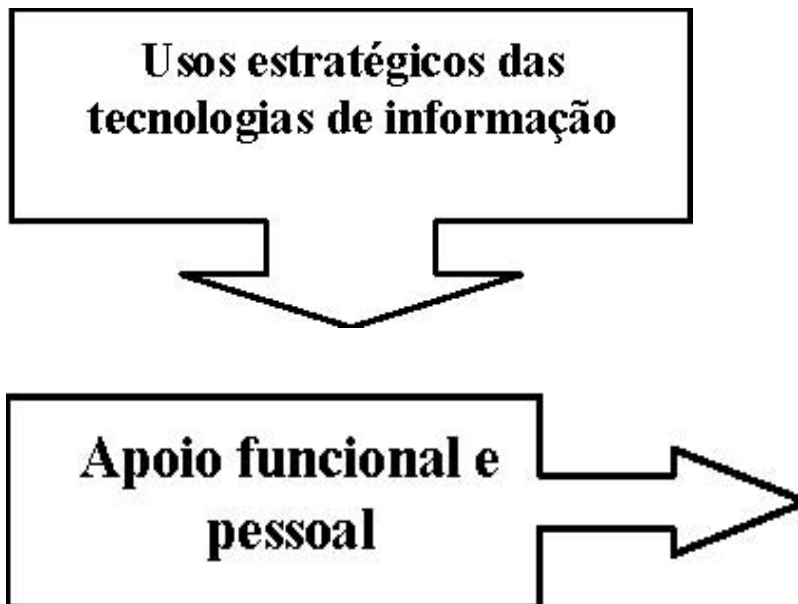 Usos estratégicos das
tecnologias de informação
Apoio funcional e
pessoal